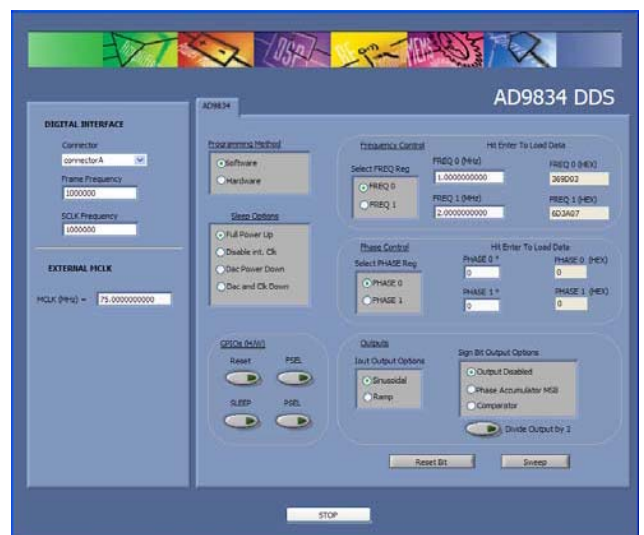 DSP
RF
MEMS
AD9834 DDS
DIGITAL INTERFACE
Connector
connectorA
Frame Frequency
1000000
SCLK Frequency
1000000
EXTERNAL MCLK
MCLK (MHz) = 75.0000000000
AD9834
Programming Method
Software
Hardware
Sleep Options
Full Power Up
Disable int. Clk
Dac Power Down
Dac and Clk Down
GPIOs (H/W)
Reset PSEL
SLEEP
Frequency Control Hit Enter To Load Data
Select FREQ Reg
FREQ 0
FREQ 1
FREQ 0 (MHz) FREQ 0 (HEX)
1.0000000000 369D03
FREQ 1 (MHz) FREQ 1 (HEX)
2.0000000000 6D3A07
Phase Control Hit Enter To Load Data
Select PHASE Reg
PHASE 0
PHASE 1
PHASE 0 ° PHASE 0 (HEX)
0 0
PHASE 1 ° PHASE 1 (HEX)
0 0
Outputs
Iout Output Options
Sinusoidal
Ramp
Sign Bit Output Options
Output Disabled
Phase Accumulator MSB
Comparator
Divide Output by 2
Reset Bit Sweep
STOP